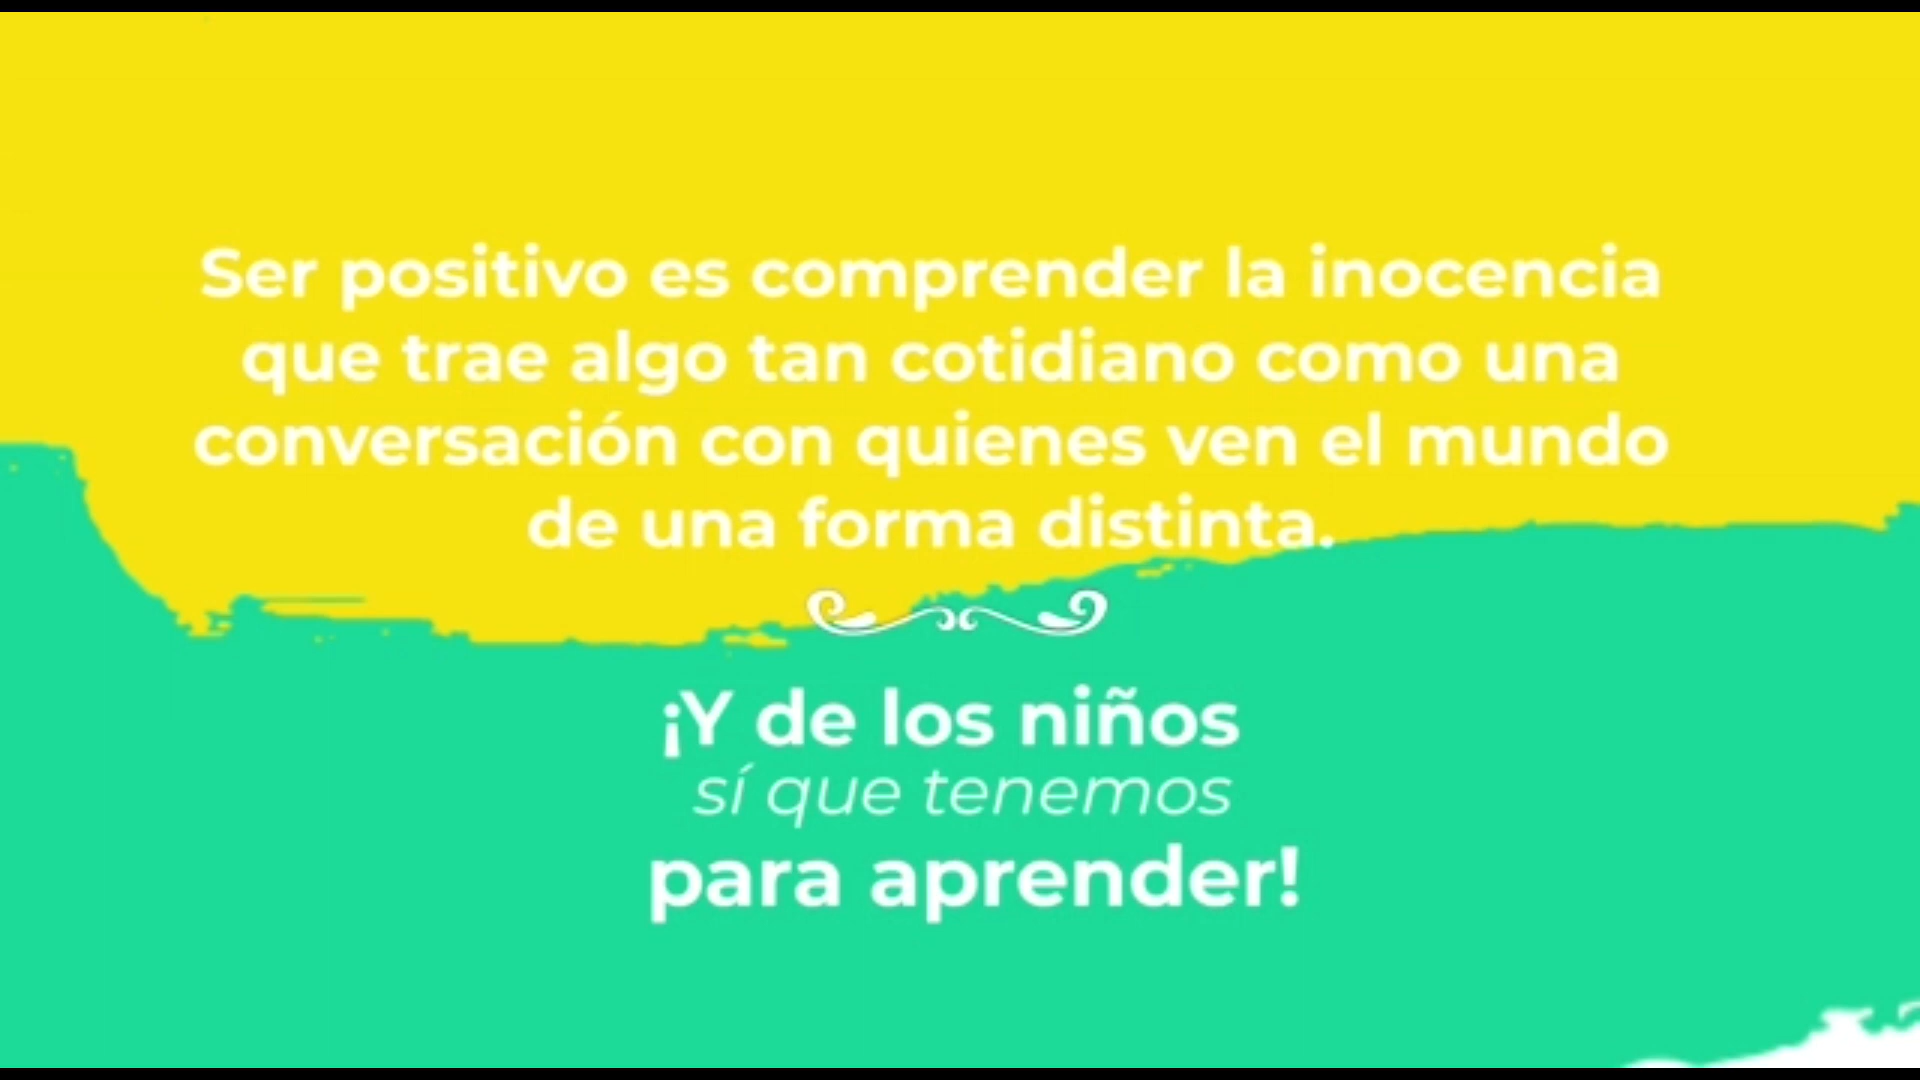 Ser positivo es comprender la inocencia
que trae algo tan cotidiano como una
conversación con quienes ven el mundo
de una forma distinta.
¡Y de los niños
sí que tenemos
para aprender!